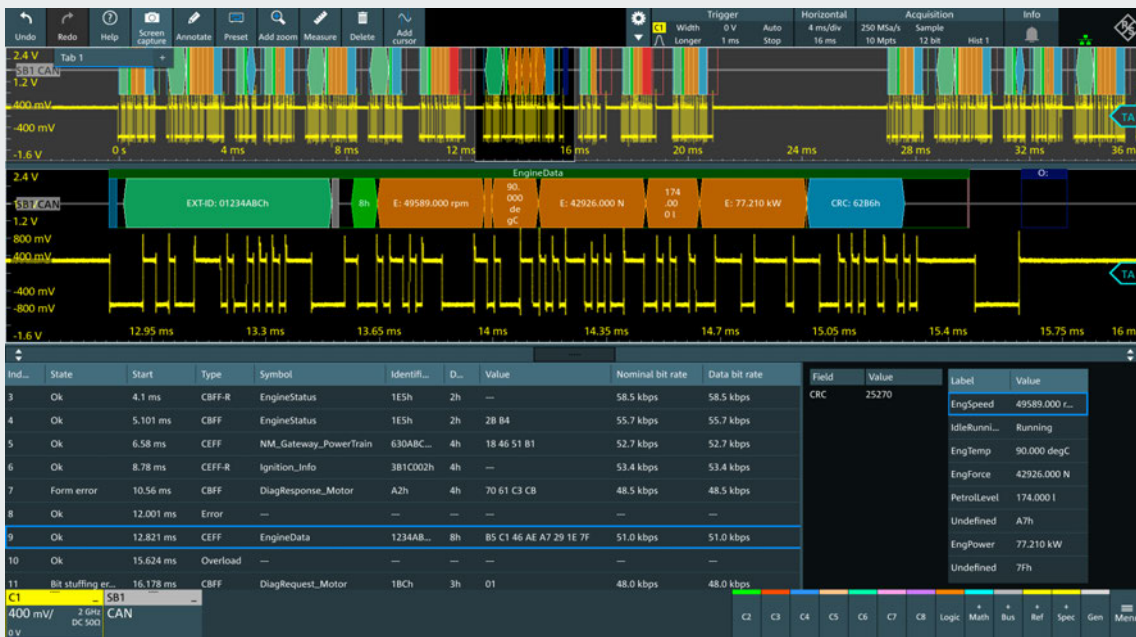 Undo Redo Help Screen capture Annotate Preset Add zoom Measure Delete Add cursor
Trigger
C1 Width 0 V Auto
Longer 1 ms Stop
Horizontal
4 ms/div
16 ms
Acquisition
250 MSa/s Sample
10 Mpts 12 bit Hist 1
Info
2.4 V
Tab 1 +
SB1 CAN
1.2 V
400 mV
-400 mV
-1.6 V
0 s 4 ms 8 ms 12 ms 16 ms 20 ms 24 ms 28 ms 32 ms 36 m
TA
2.4 V
EngineData
O:
SB1 CAN
EXT-ID: 01234ABCh
8h
E: 49589.000 rpm
90.
000
de
gC
E: 42926.000 N
174
.00
0 l
E: 77.210 kW
CRC: 62B6h
1.2 V
800 mV
400 mV
TA
-400 mV
-800 mV
-1.6 V
12.95 ms 13.3 ms 13.65 ms 14 ms 14.35 ms 14.7 ms 15.05 ms 15.4 ms 15.75 ms 16 m
Ind... State Start Type Symbol Identifi... D... Value Nominal bit rate Data bit rate
3 Ok 4.1 ms CBFF-R EngineStatus 1E5h 2h --- 58.5 kbps 58.5 kbps
4 Ok 5.101 ms CBFF EngineStatus 1E5h 2h 2B B4 55.7 kbps 55.7 kbps
5 Ok 6.58 ms CEFF NM_Gateway_PowerTrain 630ABC... 4h 18 46 51 B1 52.7 kbps 52.7 kbps
6 Ok 8.78 ms CEFF-R Ignition_Info 3B1C002h 4h --- 53.4 kbps 53.4 kbps
7 Form error 10.56 ms CBFF DiagResponse_Motor A2h 4h 70 61 C3 CB 48.5 kbps 48.5 kbps
8 Ok 12.001 ms Error --- --- --- --- --- ---
9 Ok 12.821 ms CEFF EngineData 1234AB... 8h B5 C1 46 AE A7 29 1E 7F 51.0 kbps 51.0 kbps
10 Ok 15.624 ms Overload --- --- --- --- --- ---
11 Bit stuffing er... 16.178 ms CBFF DiagRequest_Motor 1BCh 3h 01 48.0 kbps 48.0 kbps
Field Value
CRC 25270
Label Value
EngSpeed 49589.000 r...
IdleRunni... Running
EngTemp 90.000 degC
EngForce 42926.000 N
PetrolLevel 174.000 l
Undefined A7h
EngPower 77.210 kW
Undefined 7Fh
C1
400 mV/ 2 GHz
DC 50Ω
0 V
SB1
CAN
C2 C3 C4 C5 C6 C7 C8 Logic Math Bus Ref Spec Gen Menu